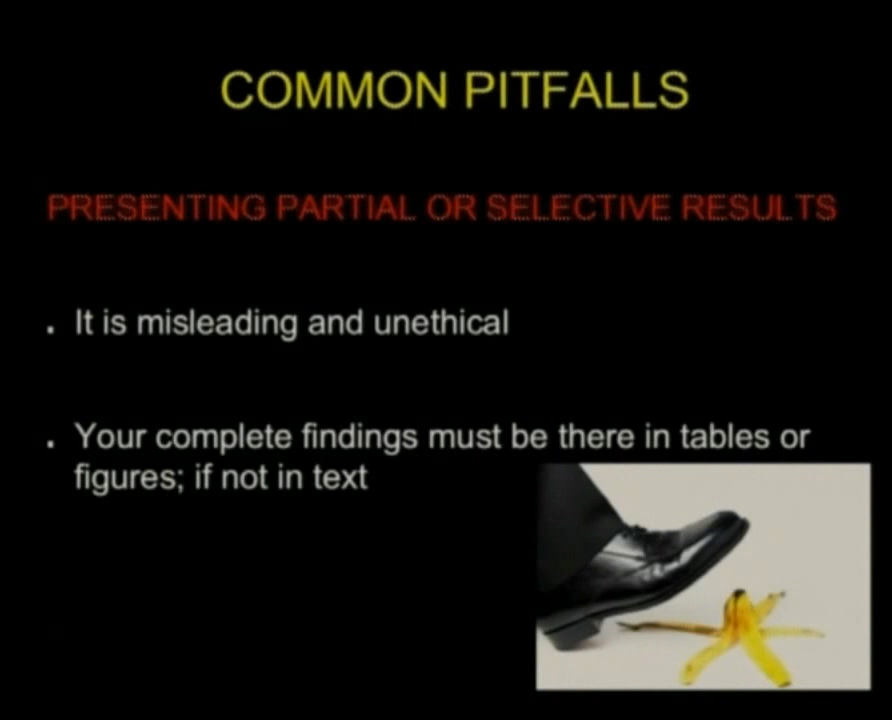 COMMON PITFALLS
PRESENTING PARTIAL OR SELECTIVE RESULTS
. It is misleading and unethical
. Your complete findings must be there in tables or
figures; if not in text